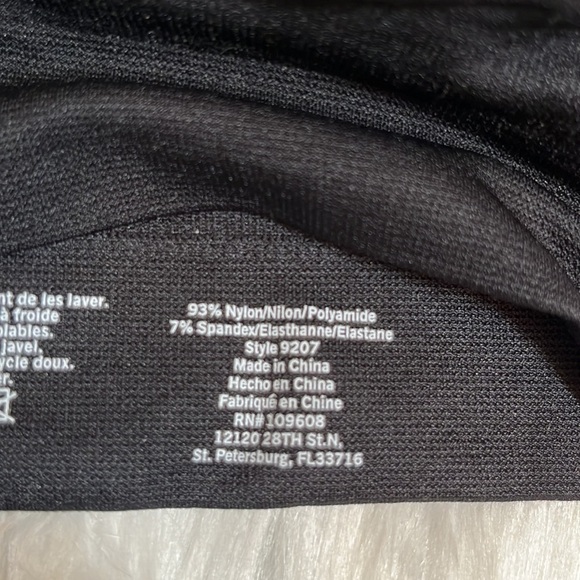 nt de les laver.
à froide
olables.
javel.
ycle doux.
r.
93% Nylon/Nilon/Polyamide
7% Spandex/Elasthanne/Elastane
Style 9207
Made in China
Hecho en China
Fabriqué en Chine
RN# 109608
12120 28TH St.N,
St. Petersburg, FL33716